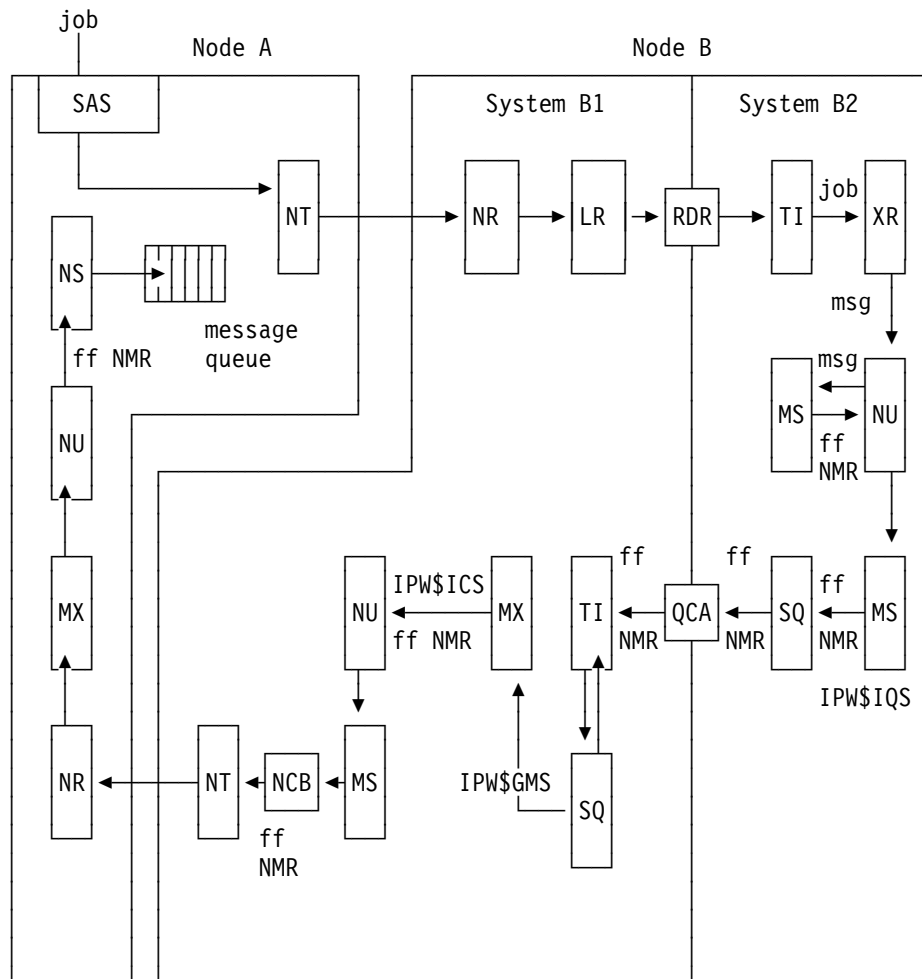 job
Node A
Node B
SAS
System B1
System B2
NT
NR
LR
RDR
TI
job
XR
NS
message
queue
msg
ff NMR
msg
NU
MS
NU
ff
NMR
MX
NU
IPW$ICS
ff NMR
MX
TI
ff
NMR
QCA
ff
NMR
SQ
ff
NMR
MS
IPW$IQS
NR
NT
NCB
MS
ff
NMR
IPW$GMS
SQ